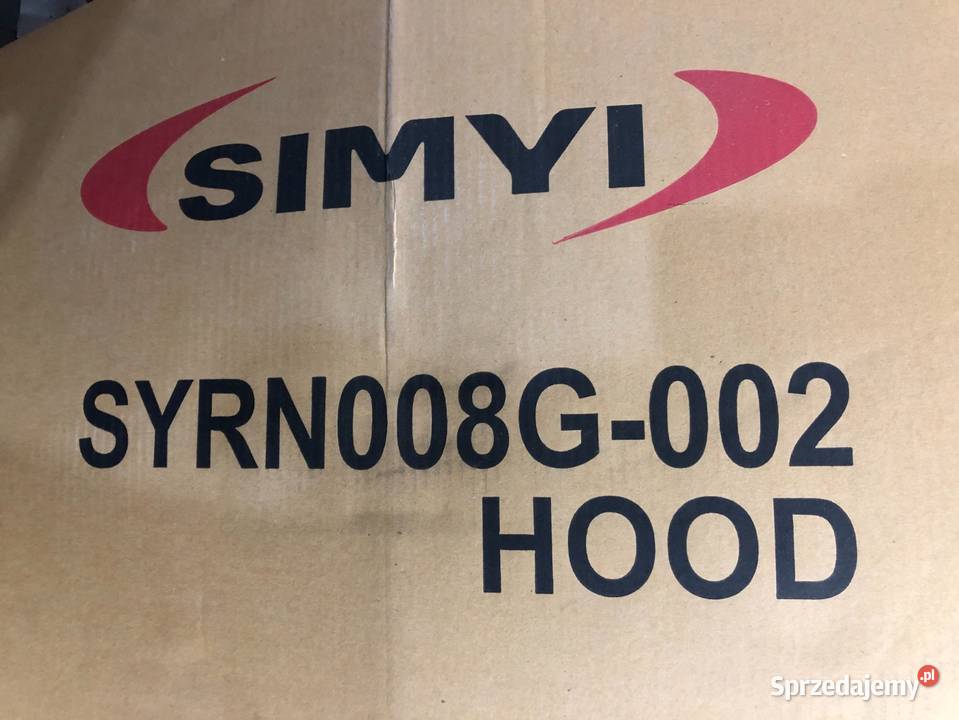 SIMYI
SYRN008G-002
HOOD
Sprzedajemy.pl